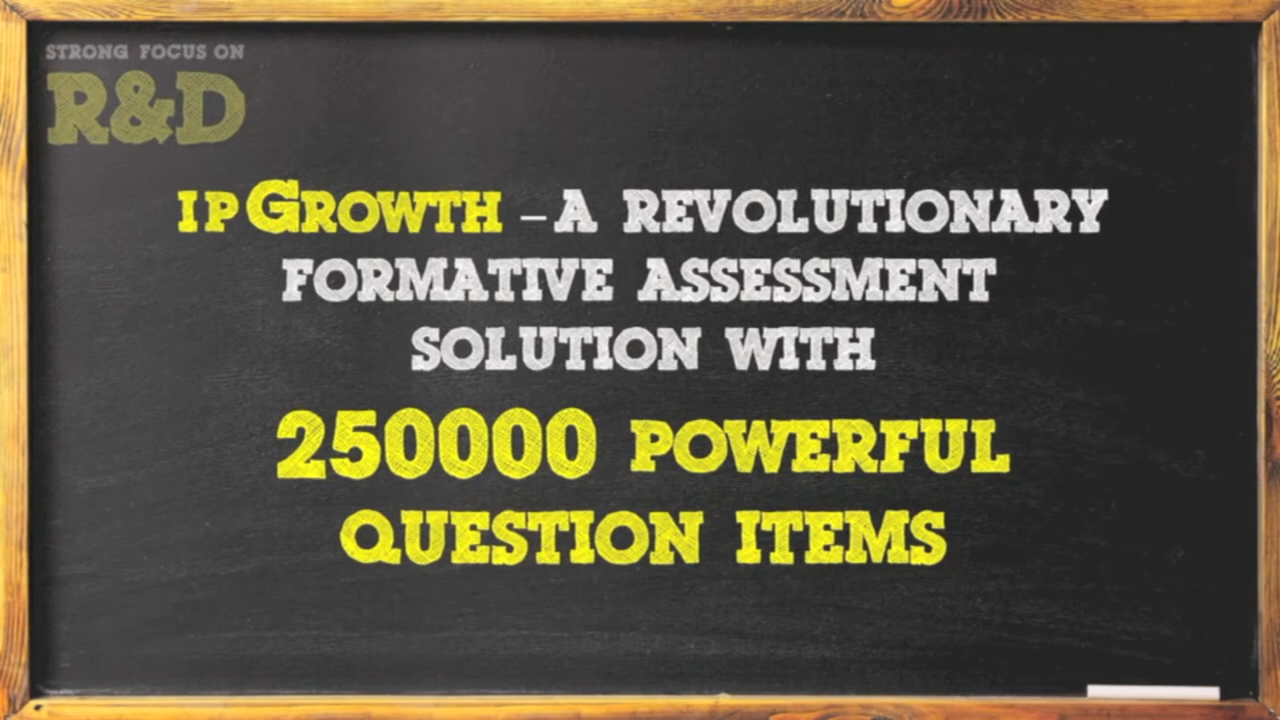 STRONG FOCUS ON
R&D
IPGROWTH – A REVOLUTIONARY
FORMATIVE ASSESSMENT
SOLUTION WITH
250000 POWERFUL
QUESTION ITEMS